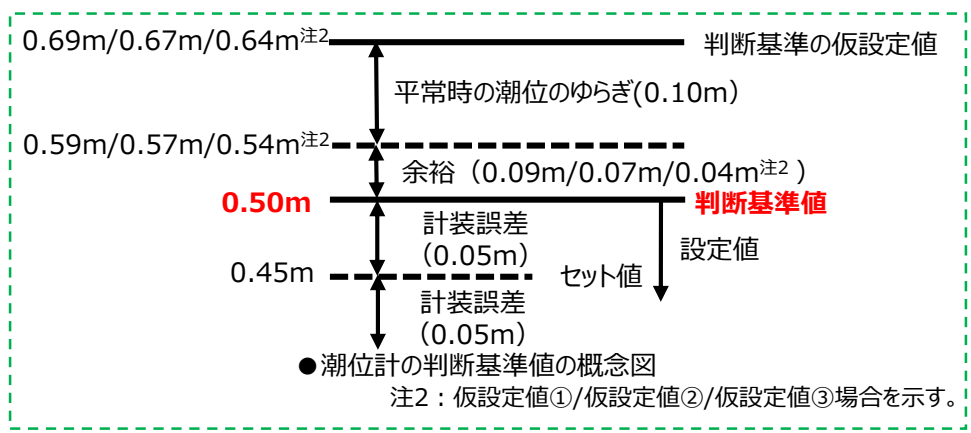 0.69m/0.67m/0.64m注2 判断基準の仮設定値
平常時の潮位のゆらぎ(0.10m)
0.59m/0.57m/0.54m注2
余裕（0.09m/0.07m/0.04m注2 ）
0.50m 判断基準値
計装誤差
（0.05m）
設定値
0.45m
セット値
計装誤差
（0.05m）
●潮位計の判断基準値の概念図
注2：仮設定値①/仮設定値②/仮設定値③場合を示す。